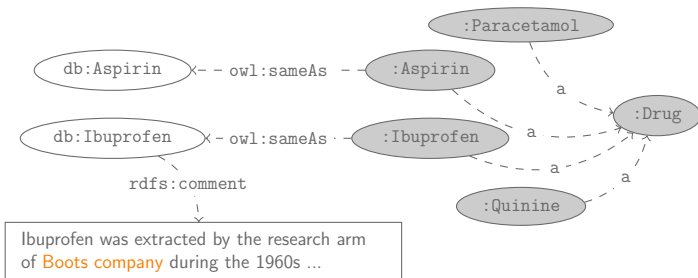 :Paracetamol
db:Aspirin
owl:sameAs
:Aspirin
a
:Drug
db:Ibuprofen
owl:sameAs
:Ibuprofen
a
a
rdfs:comment
:Quinine
a
Ibuprofen was extracted by the research arm
of Boots company during the 1960s ...